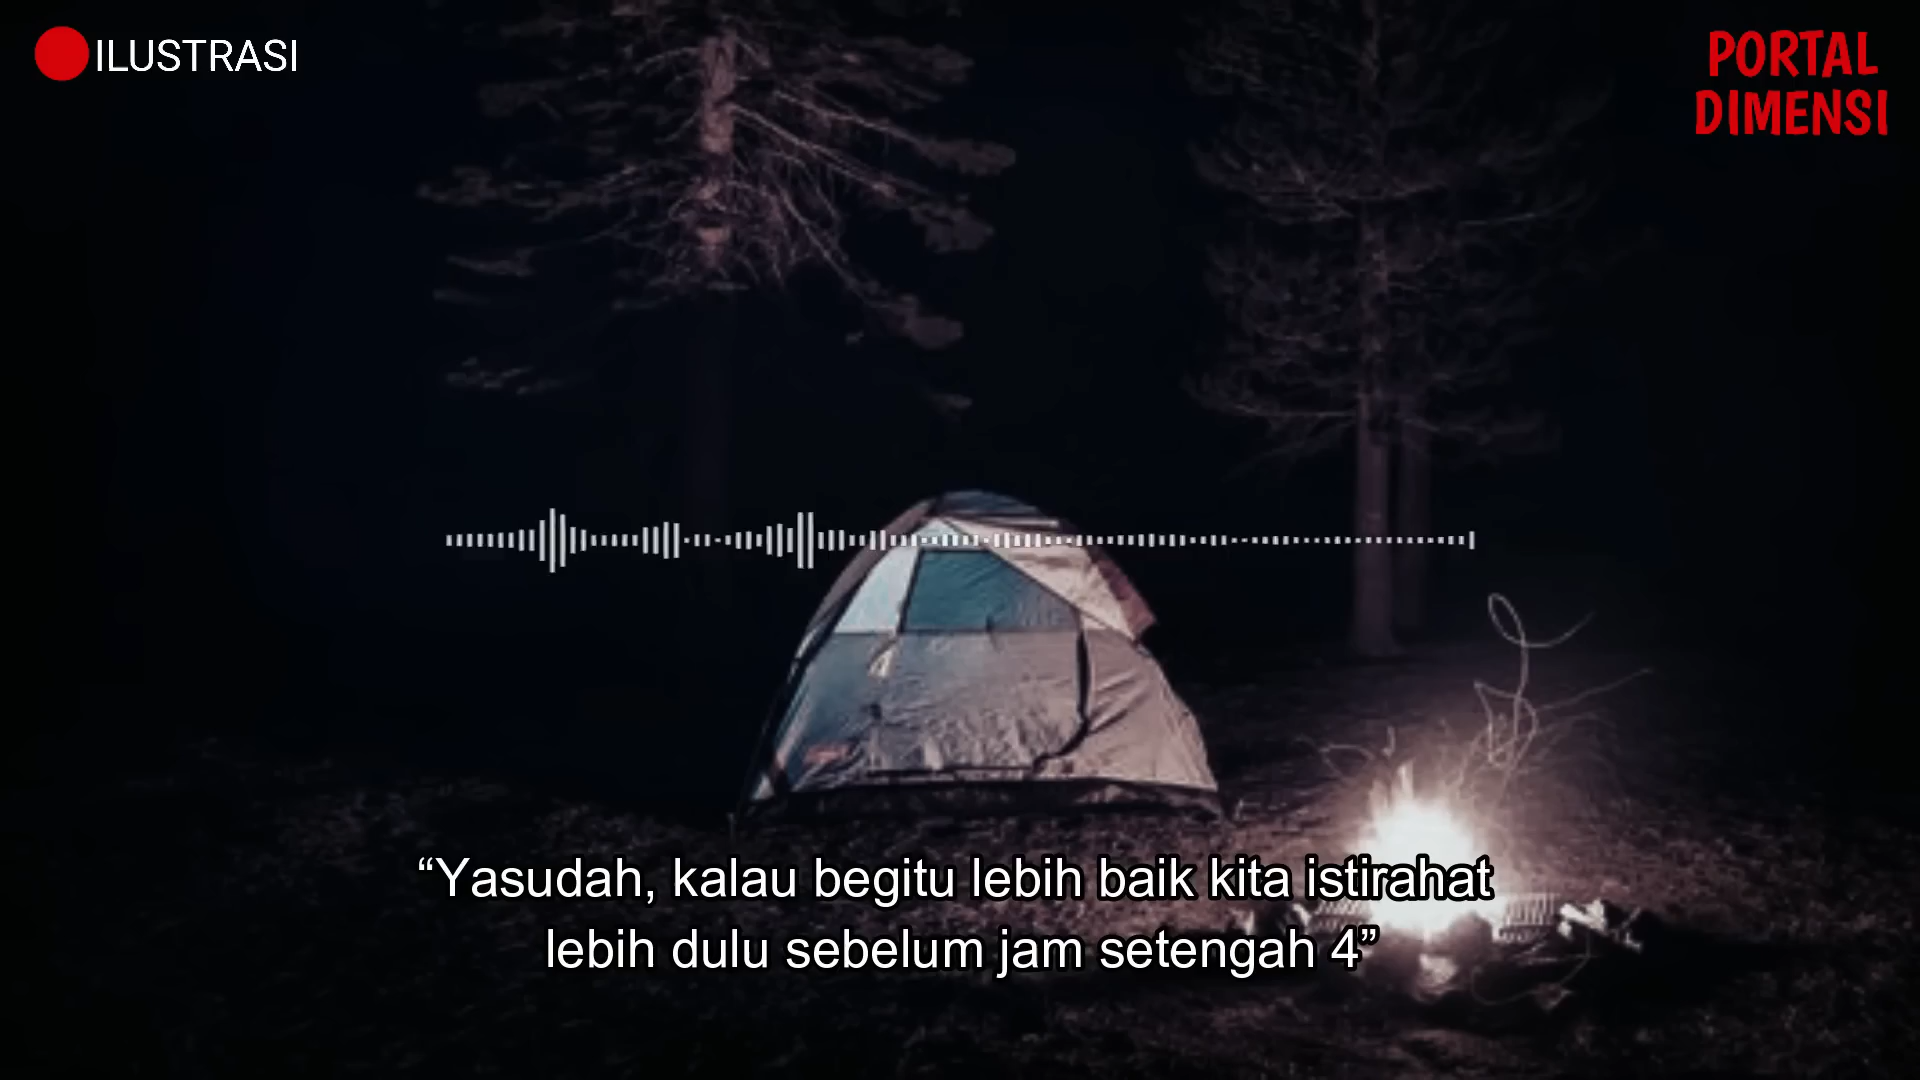 ILUSTRASI
PORTAL
DIMENSI
“Yasudah, kalau begitu lebih baik kita istirahat
lebih dulu sebelum jam setengah 4”